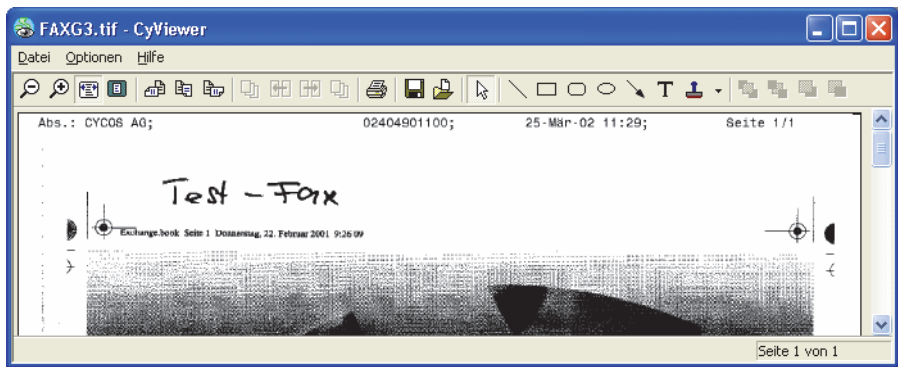 FAXG3.tif - CyViewer
Datei Optionen Hilfe
T
Abs.: CYCOS AG; 02404901100; 25-Mär-02 11:29; Seite 1/1
Test - Fax
Exchange.book Seite 1 Donnerstag, 22. Februar 2001 9:26 09
Seite 1 von 1